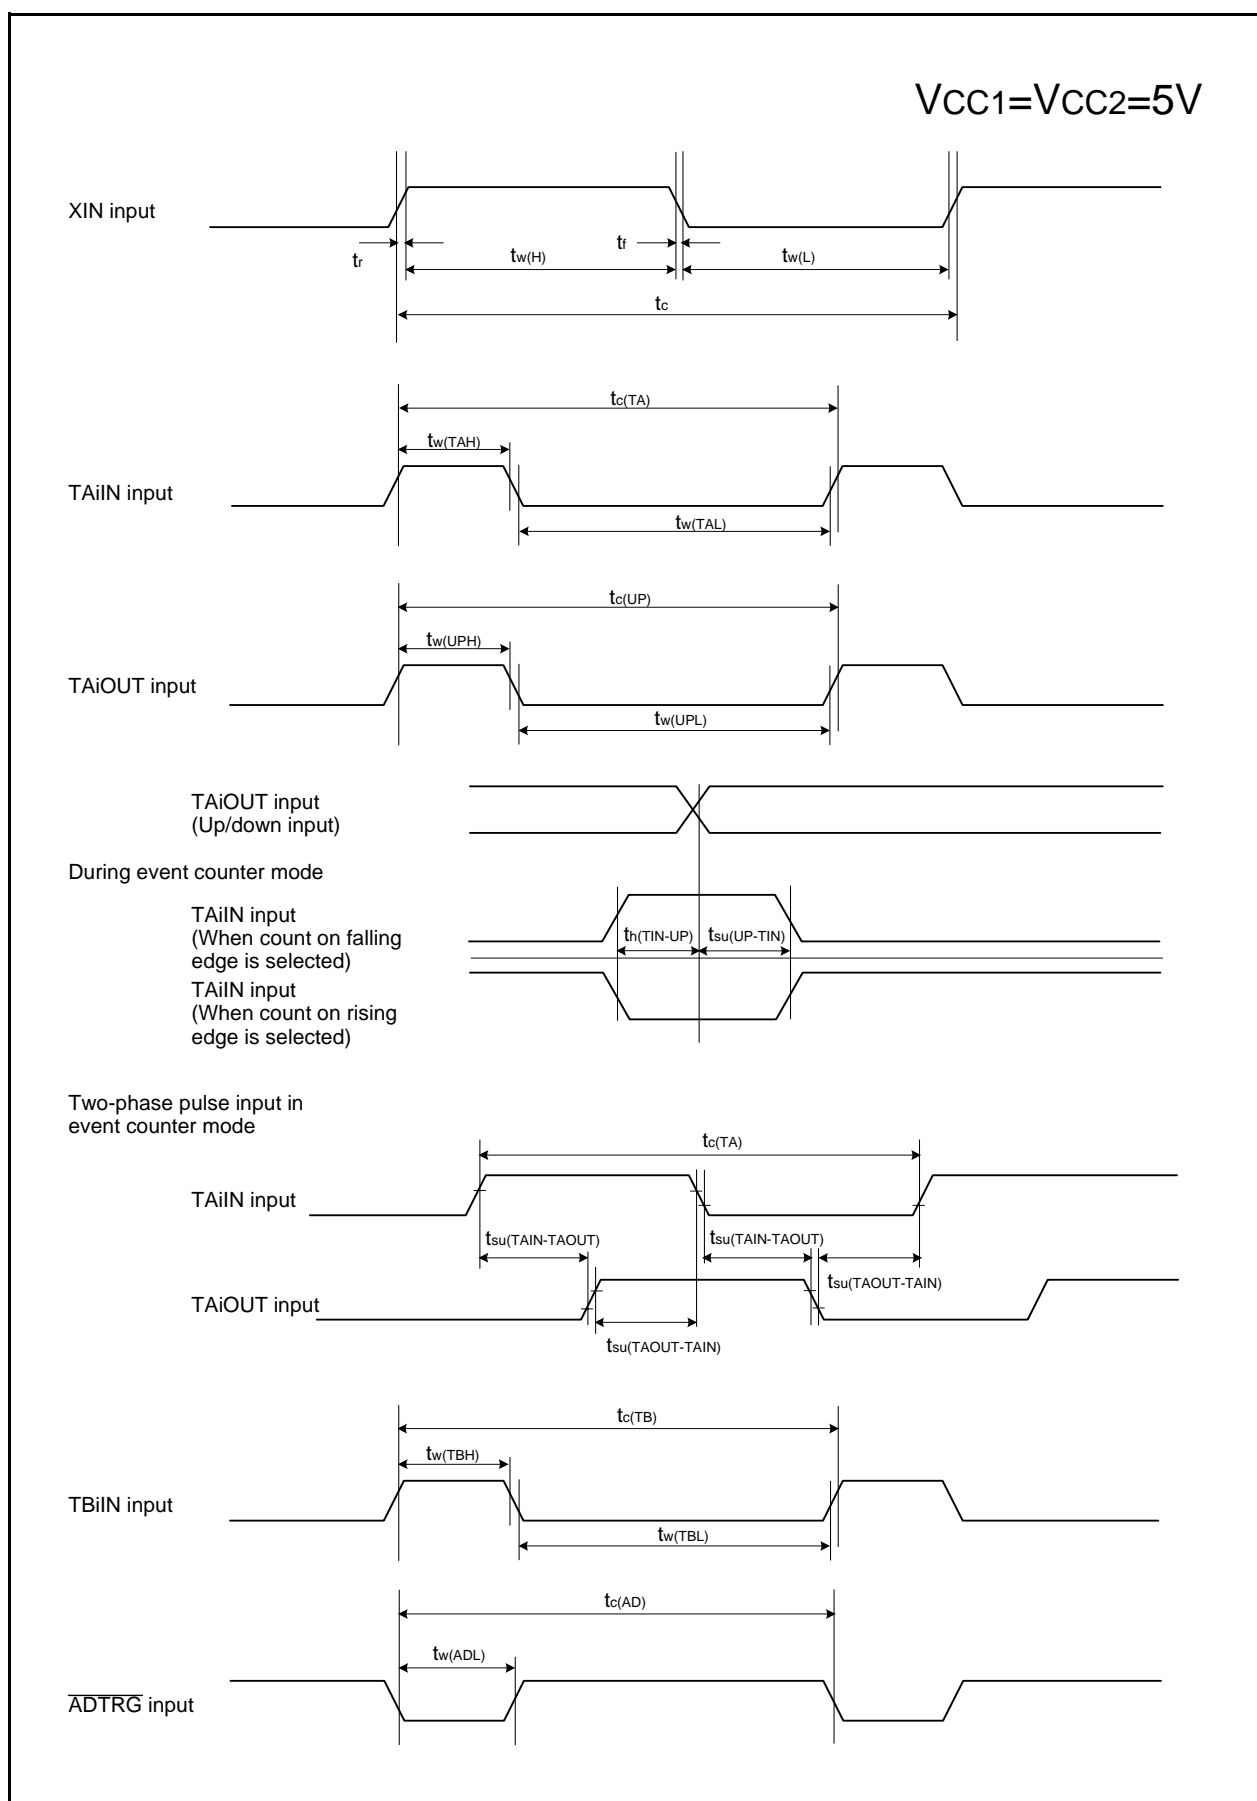 VCC1=VCC2=5V
XIN input
tr
tw(H)
tf
tw(L)
tc
tc(TA)
tw(TAH)
TAiIN input
tw(TAL)
tc(UP)
tw(UPH)
TAiOUT input
tw(UPL)
TAiOUT input
(Up/down input)
During event counter mode
TAiIN input
(When count on falling
edge is selected)
th(TIN-UP)
tsu(UP-TIN)
TAiIN input
(When count on rising
edge is selected)
Two-phase pulse input in
event counter mode
tc(TA)
TAiIN input
tsu(TAIN-TAOUT)
tsu(TAIN-TAOUT)
tsu(TAOUT-TAIN)
TAiOUT input
tsu(TAOUT-TAIN)
tc(TB)
tw(TBH)
TBiIN input
tw(TBL)
tc(AD)
tw(ADL)
ADTRG input